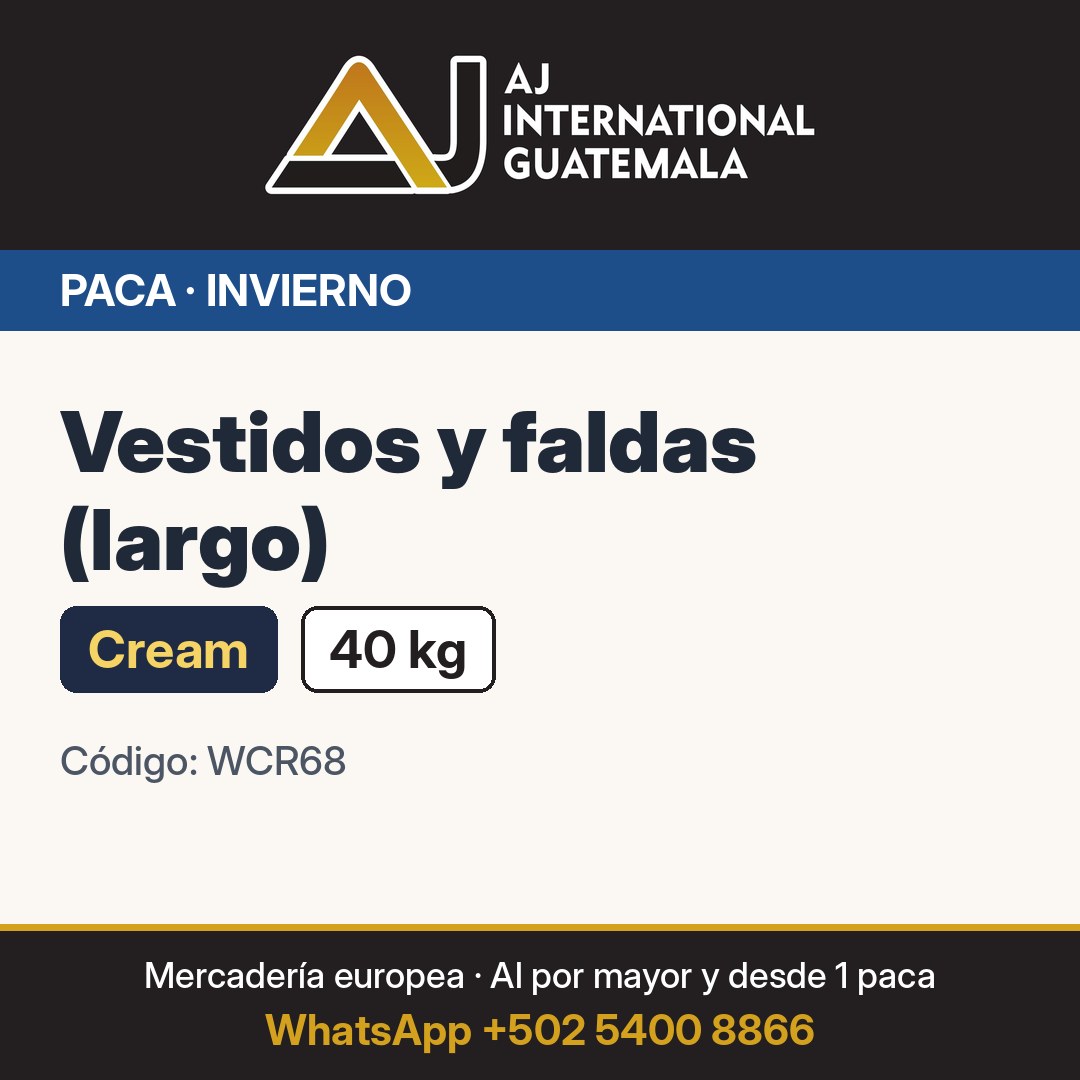 AJ
AJ
INTERNATIONAL
GUATEMALA
PACA · INVIERNO
Vestidos y faldas
(largo)
Cream
40 kg
Código: WCR68
Mercadería europea · Al por mayor y desde 1 paca
WhatsApp +502 5400 8866